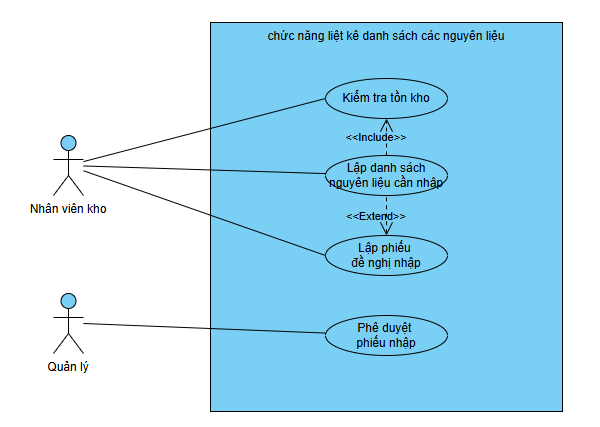 chức năng liệt kê danh sách các nguyên liệu
Kiểm tra tồn kho
<<Include>>
Lập danh sách
nguyên liệu cần nhập
Nhân viên kho
<<Extend>>
Lập phiếu
đề nghị nhập
Phê duyệt
phiếu nhập
Quản lý